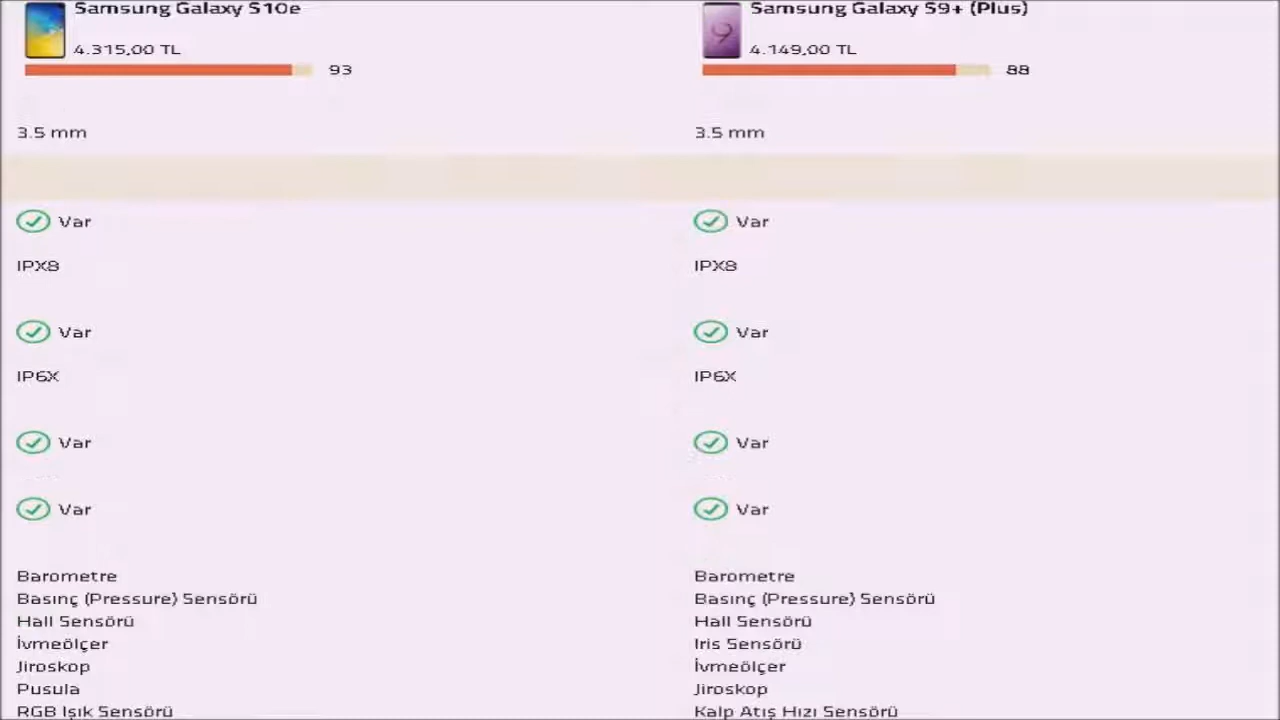 Samsung Galaxy S10e
4.315,00 TL
93
3.5 mm
Var
IPX8
Var
IP6X
Var
Var
Barometre
Basınç (Pressure) Sensörü
Hall Sensörü
İvmeölçer
Jiroskop
Pusula
RGB Işık Sensörü
Samsung Galaxy S9+ (Plus)
9
4.149,00 TL
88
3.5 mm
Var
IPX8
Var
IP6X
Var
Var
Barometre
Basınç (Pressure) Sensörü
Hall Sensörü
Iris Sensörü
İvmeölçer
Jiroskop
Kalp Atış Hızı Sensörü